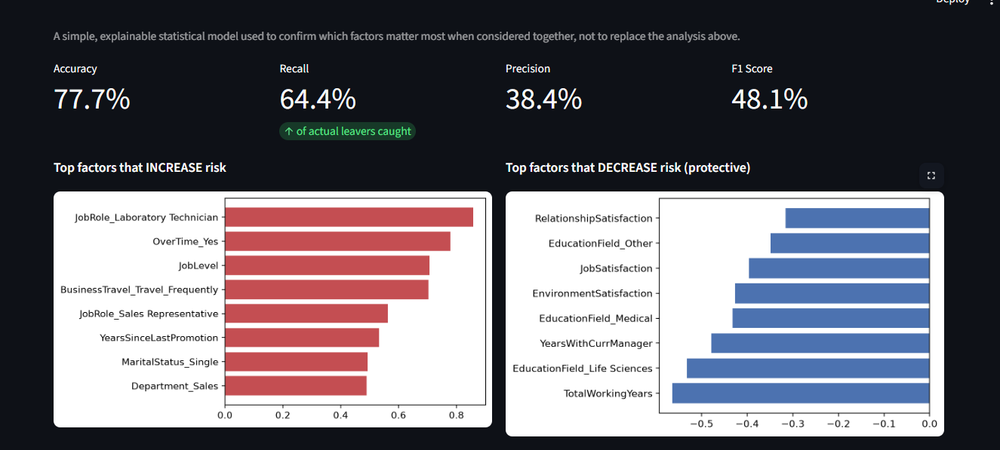 Deploy
A simple, explainable statistical model used to confirm which factors matter most when considered together, not to replace the analysis above.
Accuracy
Recall
Precision
F1 Score
77.7%
64.4%
38.4%
48.1%
↑ of actual leavers caught
Top factors that INCREASE risk
Top factors that DECREASE risk (protective)
JobRole_Laboratory Technician
OverTime_Yes
JobLevel
BusinessTravel_Travel_Frequently
JobRole_Sales Representative
YearsSinceLastPromotion
MaritalStatus_Single
Department_Sales
0.0 0.2 0.4 0.6 0.8
RelationshipSatisfaction
EducationField_Other
JobSatisfaction
EnvironmentSatisfaction
EducationField_Medical
YearsWithCurrManager
EducationField_Life Sciences
TotalWorkingYears
−0.5 −0.4 −0.3 −0.2 −0.1 0.0